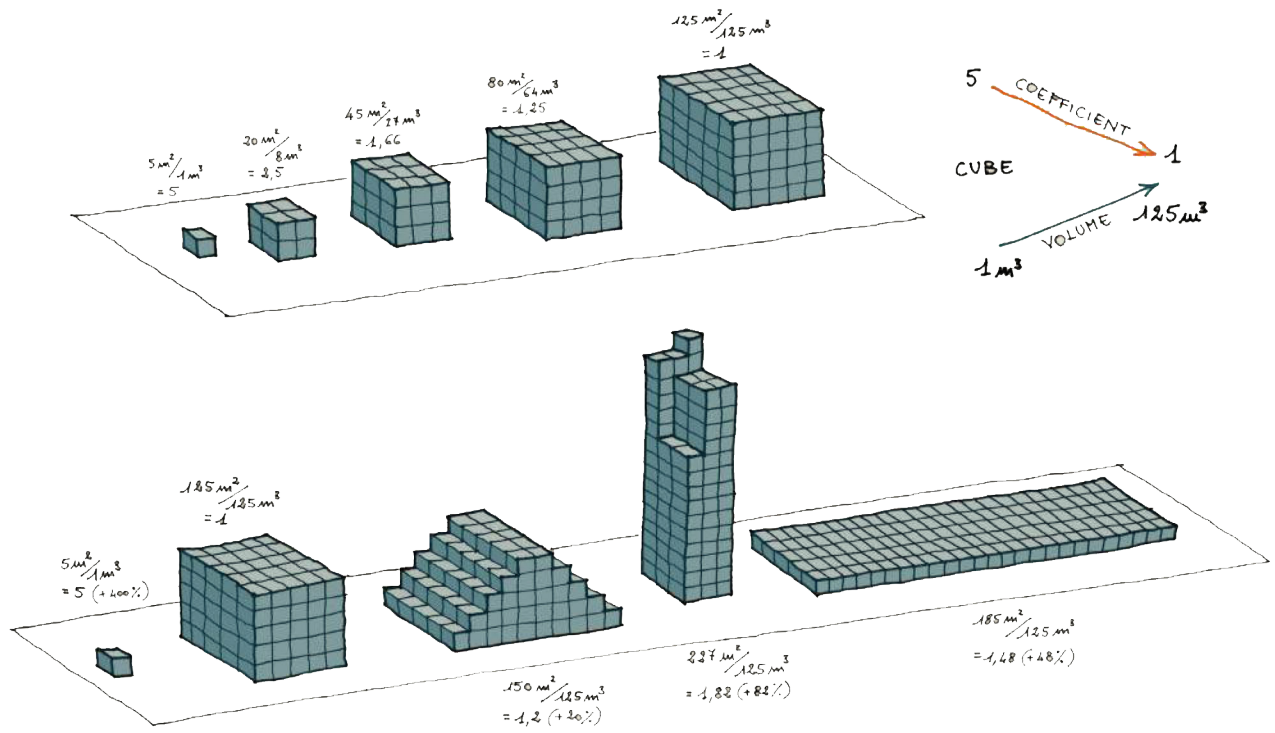 125 m²/125 m³
= 1
80 m²/64 m³
= 1,25
45 m²/27 m³
= 1,66
20 m²/8 m³
= 2,5
5 m²/1 m³
= 5
5
COEFFICIENT
1
CUBE
125 m³
VOLUME
1 m³
125 m²/125 m³
= 1
5 m²/1 m³
= 5 (+400%)
150 m²/125 m³
= 1,2 (+20%)
227 m²/125 m³
= 1,82 (+82%)
185 m²/125 m³
= 1,48 (+48%)